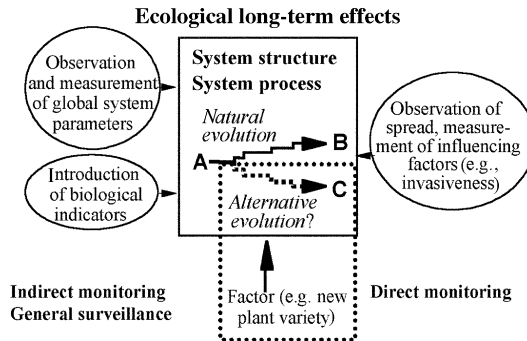 Ecological long-term effects
Observation
and measurement
of global system
parameters
Introduction
of biological
indicators
System structure
System process
Natural
evolution
A
B
C
Alternative
evolution?
Observation of
spread, measure-
ment of influencing
factors (e.g.,
invasiveness)
Indirect monitoring
General surveillance
Factor (e.g. new
plant variety)
Direct monitoring